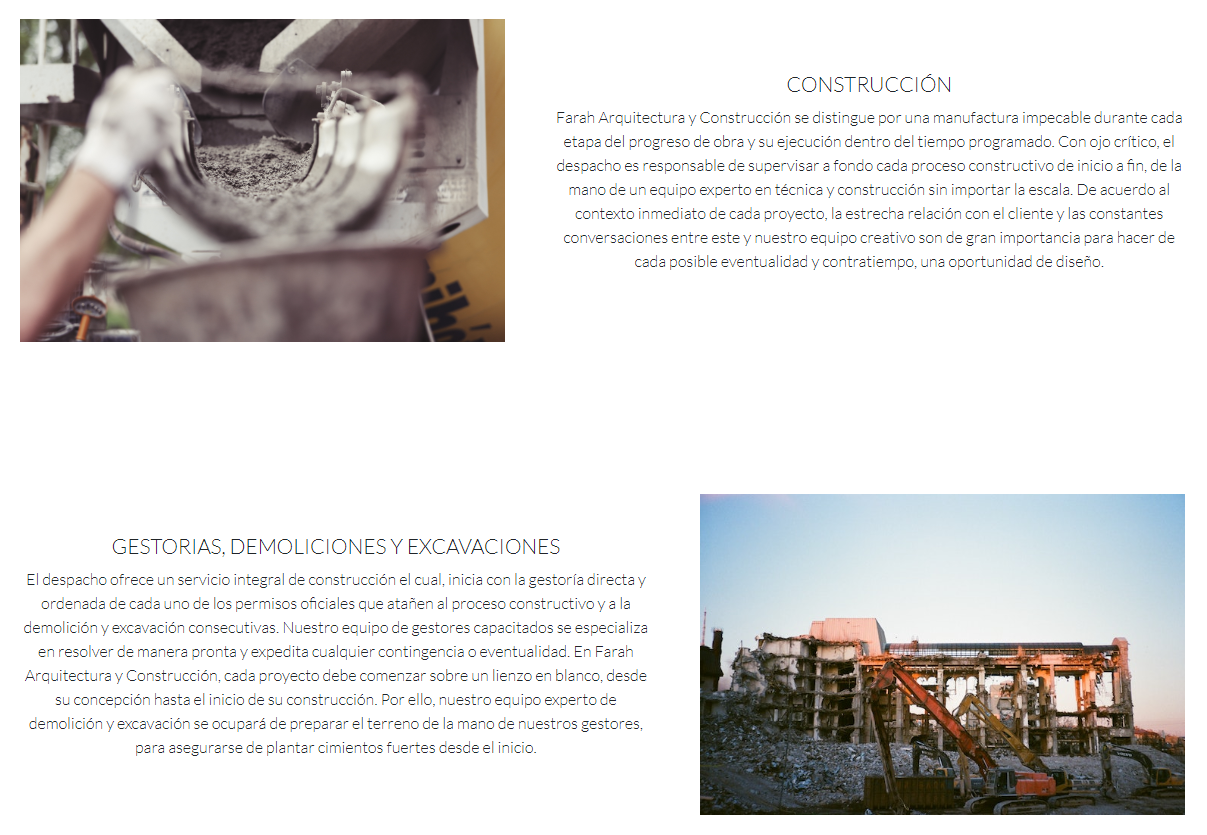 CONSTRUCCIÓN
Farah Arquitectura y Construcción se distingue por una manufactura impecable durante cada
etapa del progreso de obra y su ejecución dentro del tiempo programado. Con ojo crítico, el
despacho es responsable de supervisar a fondo cada proceso constructivo de inicio a fin, de la
mano de un equipo experto en técnica y construcción sin importar la escala. De acuerdo al
contexto inmediato de cada proyecto, la estrecha relación con el cliente y las constantes
conversaciones entre este y nuestro equipo creativo son de gran importancia para hacer de
cada posible eventualidad y contratiempo, una oportunidad de diseño.
GESTORIAS, DEMOLICIONES Y EXCAVACIONES
El despacho ofrece un servicio integral de construcción el cual, inicia con la gestoría directa y
ordenada de cada uno de los permisos oficiales que atañen al proceso constructivo y a la
demolición y excavación consecutivas. Nuestro equipo de gestores capacitados se especializa
en resolver de manera pronta y expedita cualquier contingencia o eventualidad. En Farah
Arquitectura y Construcción, cada proyecto debe comenzar sobre un lienzo en blanco, desde
su concepción hasta el inicio de su construcción. Por ello, nuestro equipo experto de
demolición y excavación se ocupará de preparar el terreno de la mano de nuestros gestores,
para asegurarse de plantar cimientos fuertes desde el inicio.